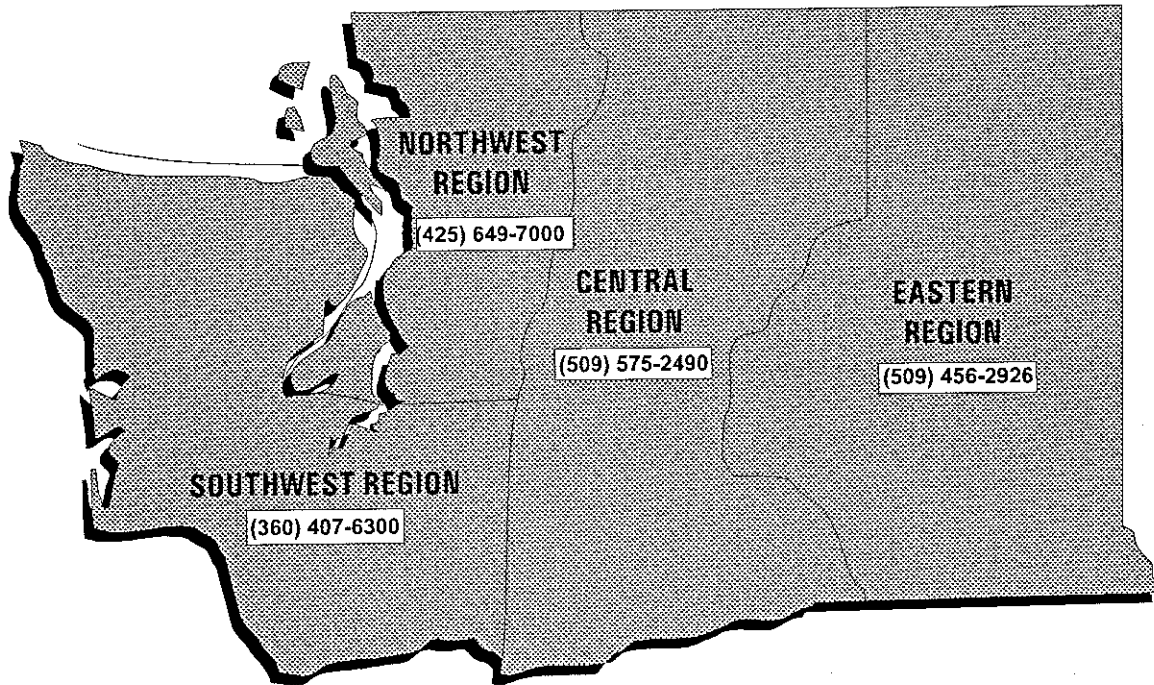 NORTHWEST
REGION
(425) 649-7000
CENTRAL
REGION
(509) 575-2490
EASTERN
REGION
(509) 456-2926
SOUTHWEST REGION
(360) 407-6300